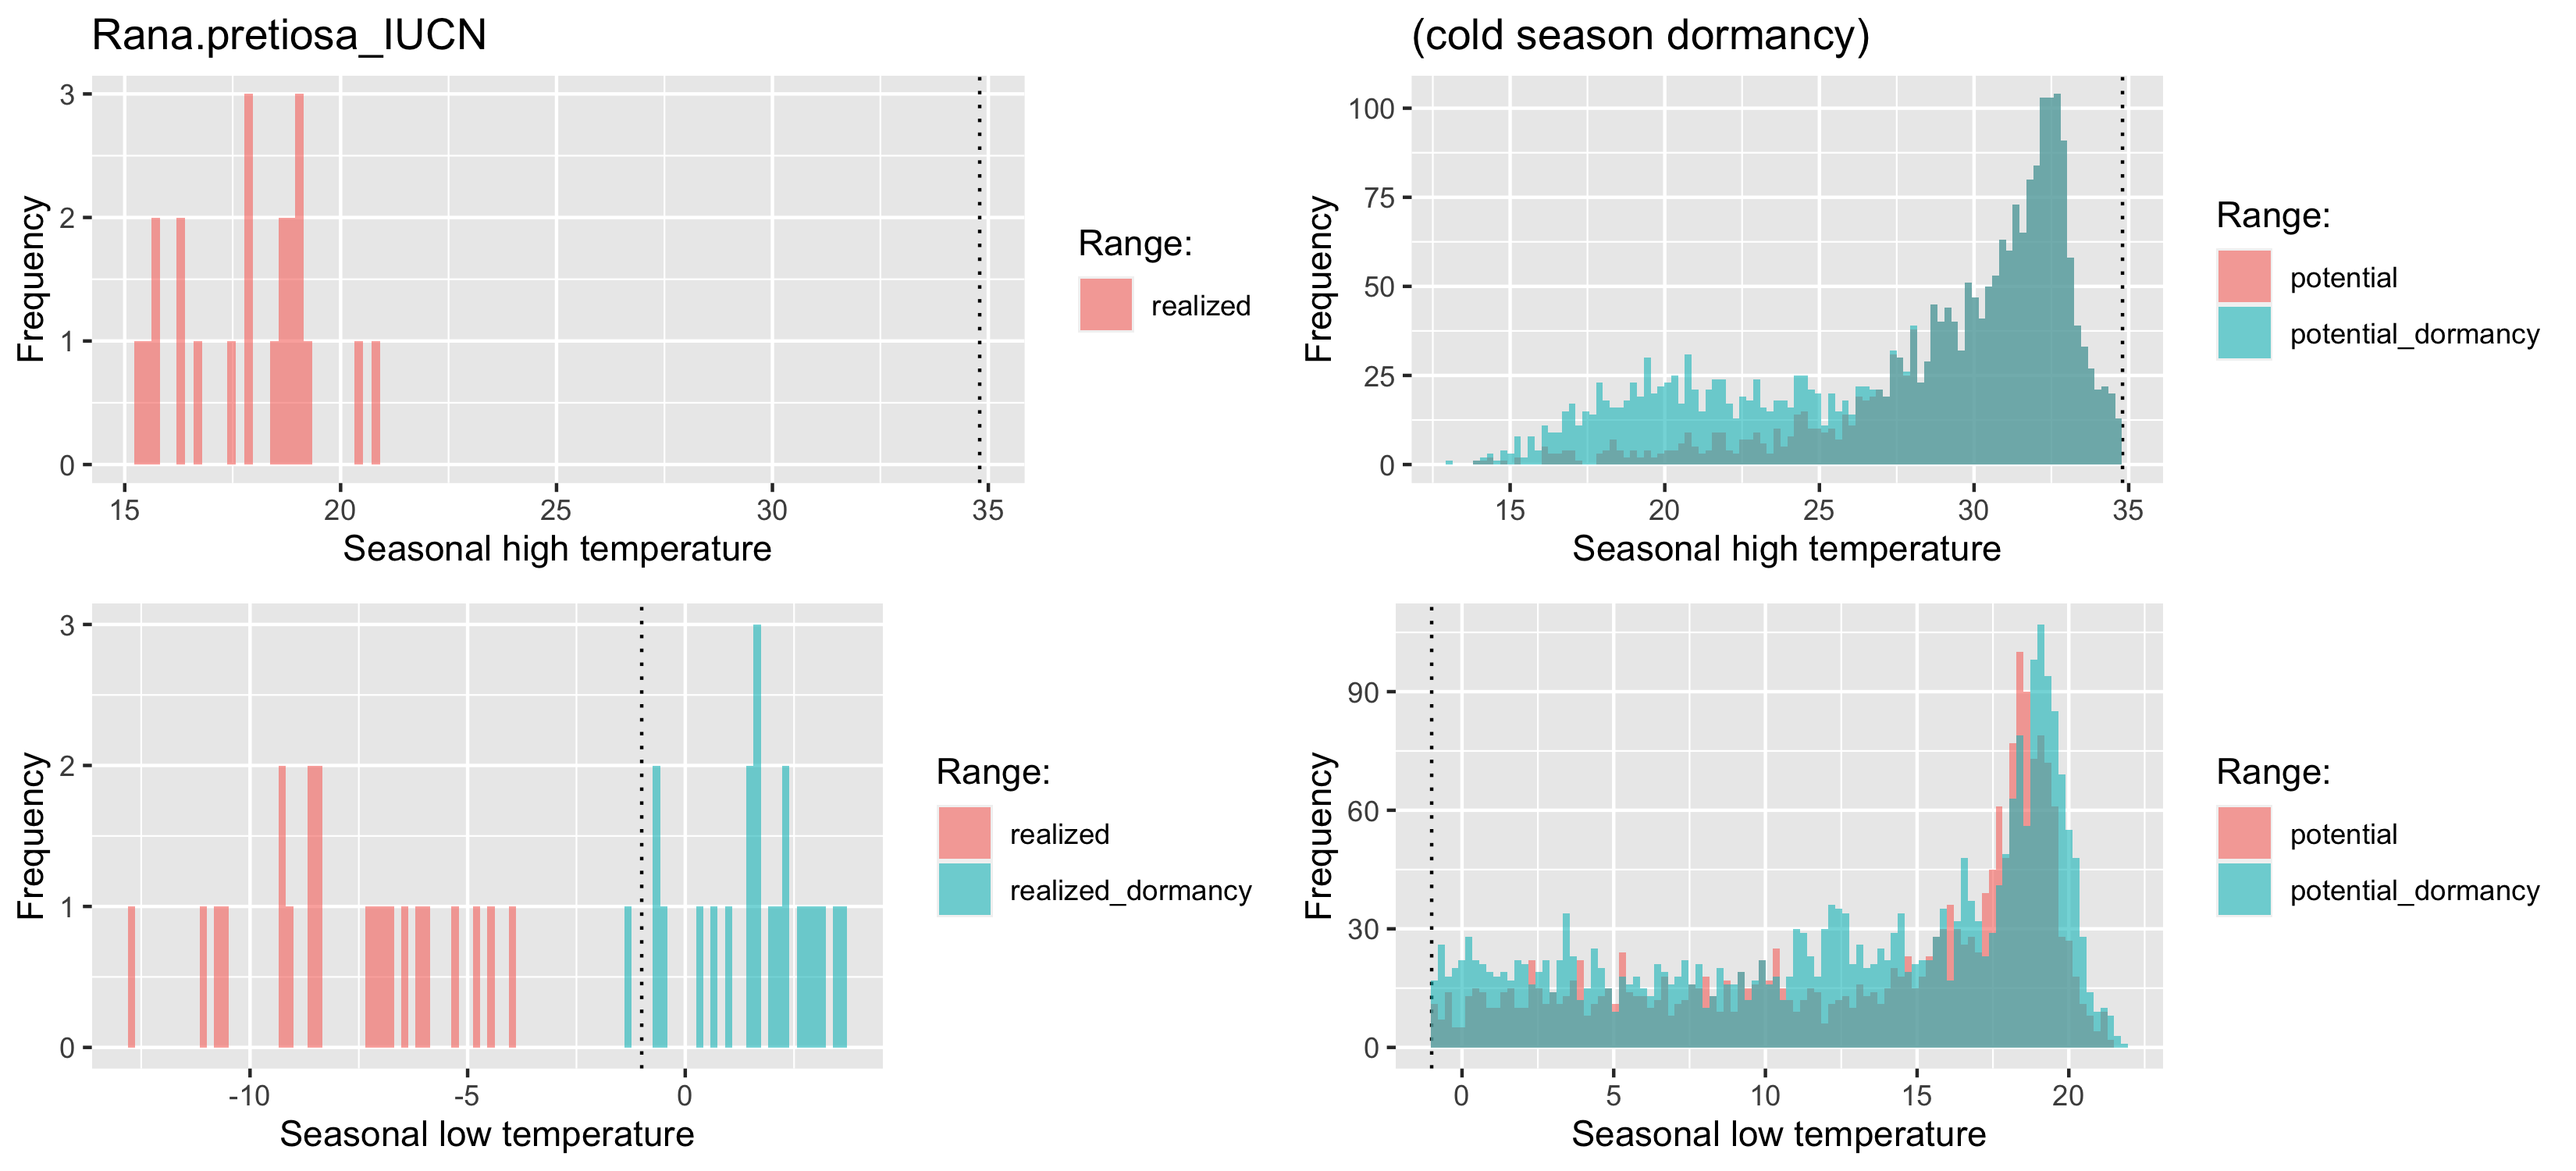 Rana.pretiosa_IUCN
(cold season dormancy)
Frequency
3
2
1
0
15 20 25 30 35
Seasonal high temperature
Range:
realized
Frequency
100
75
50
25
0
15 20 25 30 35
Seasonal high temperature
Range:
potential
potential_dormancy
Frequency
3
2
1
0
-10 -5 0
Seasonal low temperature
Range:
realized
realized_dormancy
Frequency
90
60
30
0
0 5 10 15 20
Seasonal low temperature
Range:
potential
potential_dormancy